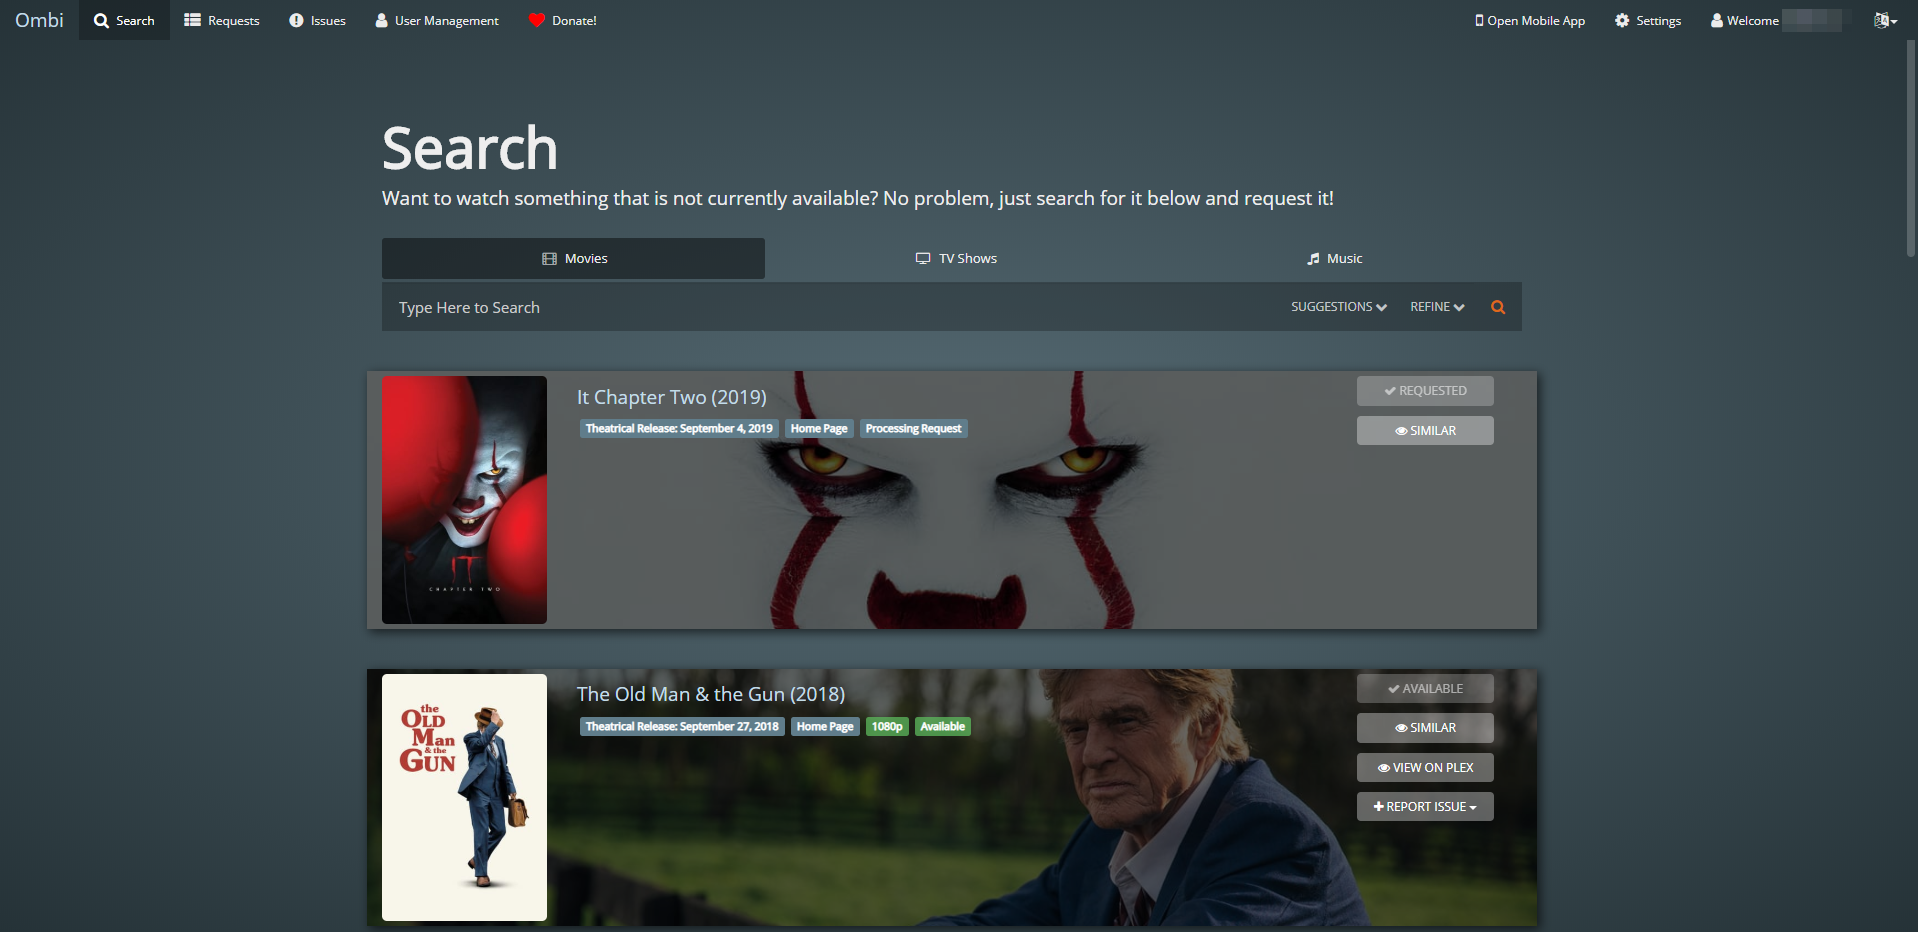 Ombi Search Requests Issues User Management Donate! Open Mobile App Settings Welcome
Search
Want to watch something that is not currently available? No problem, just search for it below and request it!
Movies TV Shows Music
Type Here to Search SUGGESTIONS REFINE
It Chapter Two (2019)
Theatrical Release: September 4, 2019 Home Page Processing Request
REQUESTED
SIMILAR
IT
CHAPTER TWO
The Old Man & the Gun (2018)
Theatrical Release: September 27, 2018 Home Page 1080p Available
AVAILABLE
SIMILAR
VIEW ON PLEX
REPORT ISSUE
the
OLD
MaN
& the
GUN